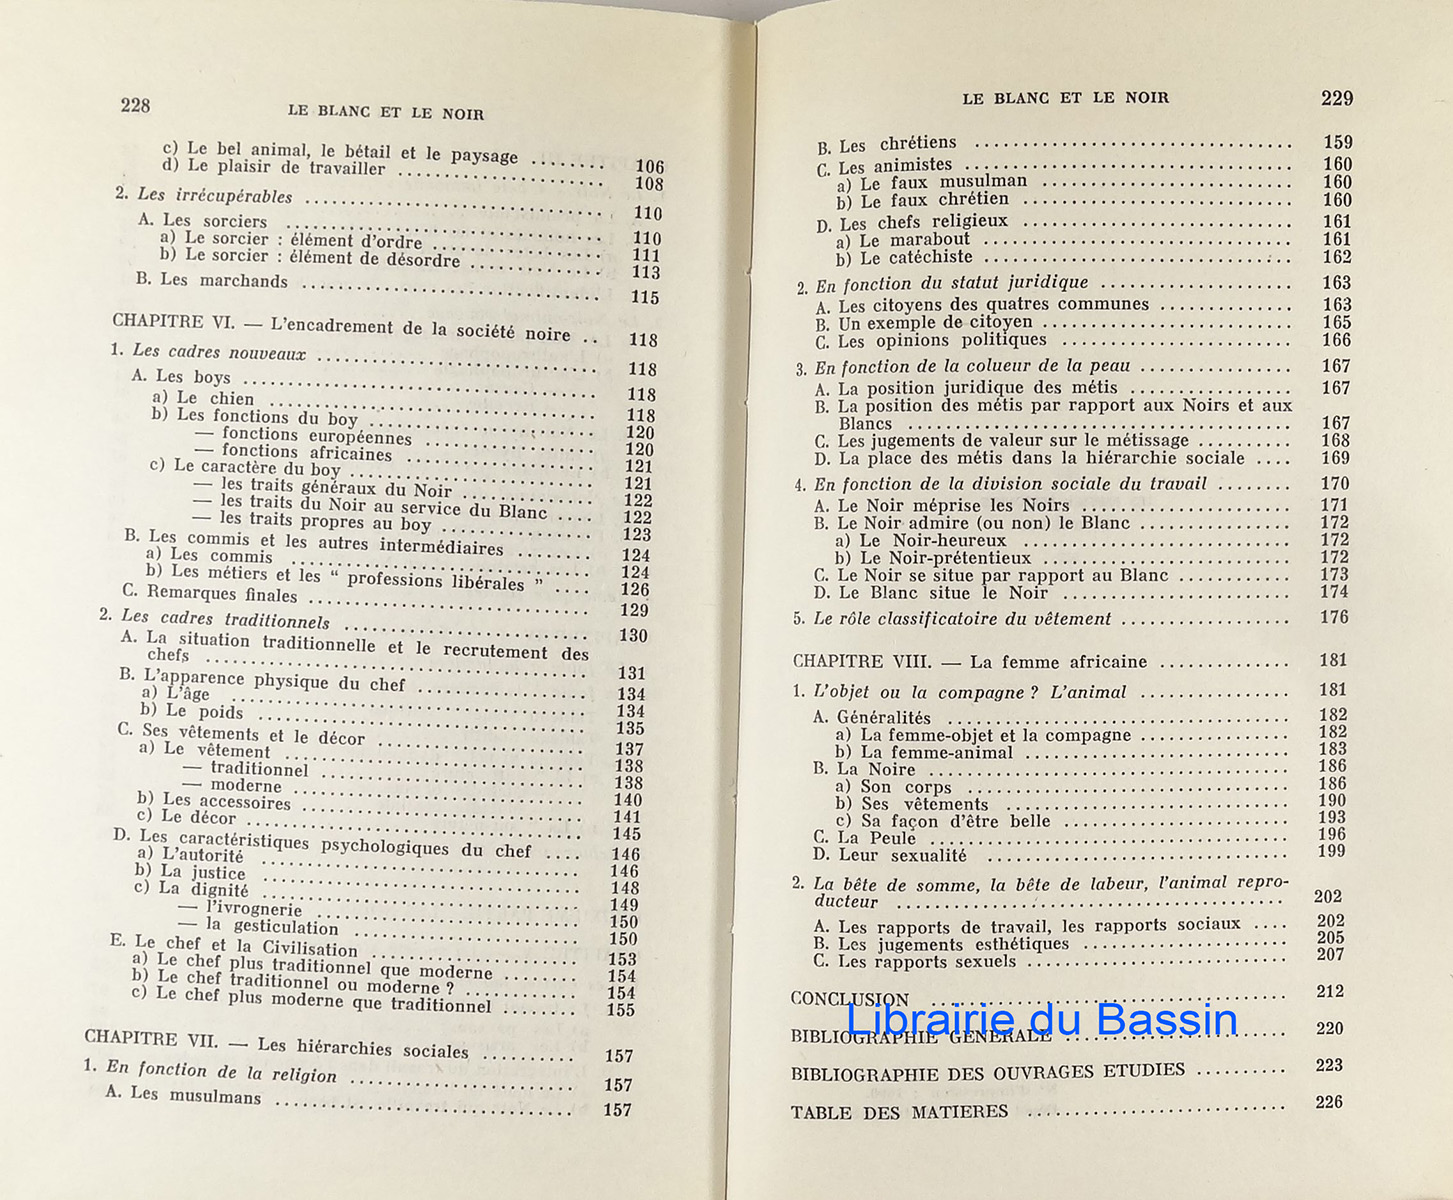 228 LE BLANC ET LE NOIR
c) Le bel animal, le bétail et le paysage ........ 106
d) Le plaisir de travailler ...................... 108
2. Les irrécupérables ................................ 110
A. Les sorciers .................................. 110
a) Le sorcier : élément d'ordre ................. 111
b) Le sorcier : élément de désordre ............. 113
B. Les marchands ................................ 115
CHAPITRE VI. — L'encadrement de la société noire .. 118
1. Les cadres nouveaux ............................... 118
A. Les boys ...................................... 118
a) Le chien .................................... 118
b) Les fonctions du boy ......................... 120
— fonctions européennes .................... 120
— fonctions africaines ...................... 121
c) Le caractère du boy .......................... 121
— les traits généraux du Noir ............... 122
— les traits du Noir au service du Blanc .... 122
— les traits propres au boy ................. 123
B. Les commis et les autres intermédiaires ........ 124
a) Les commis .................................. 124
b) Les métiers et les “ professions libérales ” .... 126
C. Remarques finales ............................. 129
2. Les cadres traditionnels ........................... 130
A. La situation traditionnelle et le recrutement des
chefs ........................................ 131
B. L'apparence physique du chef .................. 134
a) L'âge ....................................... 134
b) Le poids .................................... 135
C. Ses vêtements et le décor ...................... 137
a) Le vêtement ................................. 138
— traditionnel .............................. 138
— moderne .................................. 140
b) Les accessoires ............................. 141
c) Le décor .................................... 145
D. Les caractéristiques psychologiques du chef .... 146
a) L'autorité .................................. 146
b) La justice .................................. 148
c) La dignité .................................. 149
— l'ivrognerie .............................. 150
— la gesticulation .......................... 150
E. Le chef et la Civilisation ..................... 153
a) Le chef plus traditionnel que moderne ........ 154
b) Le chef traditionnel ou moderne ? ............ 154
c) Le chef plus moderne que traditionnel ........ 155
CHAPITRE VII. — Les hiérarchies sociales .......... 157
1. En fonction de la religion ........................ 157
A. Les musulmans ................................ 157
LE BLANC ET LE NOIR 229
B. Les chrétiens ................................ 159
C. Les animistes ................................ 160
a) Le faux musulman ............................ 160
b) Le faux chrétien ............................ 160
D. Les chefs religieux .......................... 161
a) Le marabout ................................. 161
b) Le catéchiste ............................... 162
2. En fonction du statut juridique .................... 163
A. Les citoyens des quatres communes ............. 163
B. Un exemple de citoyen ........................ 165
C. Les opinions politiques ....................... 166
3. En fonction de la colueur de la peau ............... 167
A. La position juridique des métis ............... 167
B. La position des métis par rapport aux Noirs et aux
Blancs ....................................... 167
C. Les jugements de valeur sur le métissage .......... 168
D. La place des métis dans la hiérarchie sociale .... 169
4. En fonction de la division sociale du travail ........ 170
A. Le Noir méprise les Noirs ..................... 171
B. Le Noir admire (ou non) le Blanc ............... 172
a) Le Noir-heureux ............................. 172
b) Le Noir-prétentieux ......................... 172
C. Le Noir se situe par rapport au Blanc ........... 173
D. Le Blanc situe le Noir ........................ 174
5. Le rôle classificatoire du vêtement ................. 176
CHAPITRE VIII. — La femme africaine .............. 181
1. L'objet ou la compagne ? L'animal ................ 181
A. Généralités .................................. 182
a) La femme-objet et la compagne ............... 182
b) La femme-animal ............................. 183
B. La Noire ..................................... 186
a) Son corps ................................... 186
b) Ses vêtements ............................... 190
c) Sa façon d'être belle ....................... 193
C. La Peule ..................................... 196
D. Leur sexualité ............................... 199
2. La bête de somme, la bête de labeur, l'animal repro-
ducteur ......................................... 202
A. Les rapports de travail, les rapports sociaux .... 202
B. Les jugements esthétiques ..................... 205
C. Les rapports sexuels .......................... 207
CONCLUSION ..................................... 212
Librairie du Bassin
BIBLIOGRAPHIE GENERALE ........................ 220
BIBLIOGRAPHIE DES OUVRAGES ETUDIES .......... 223
TABLE DES MATIERES ............................ 226